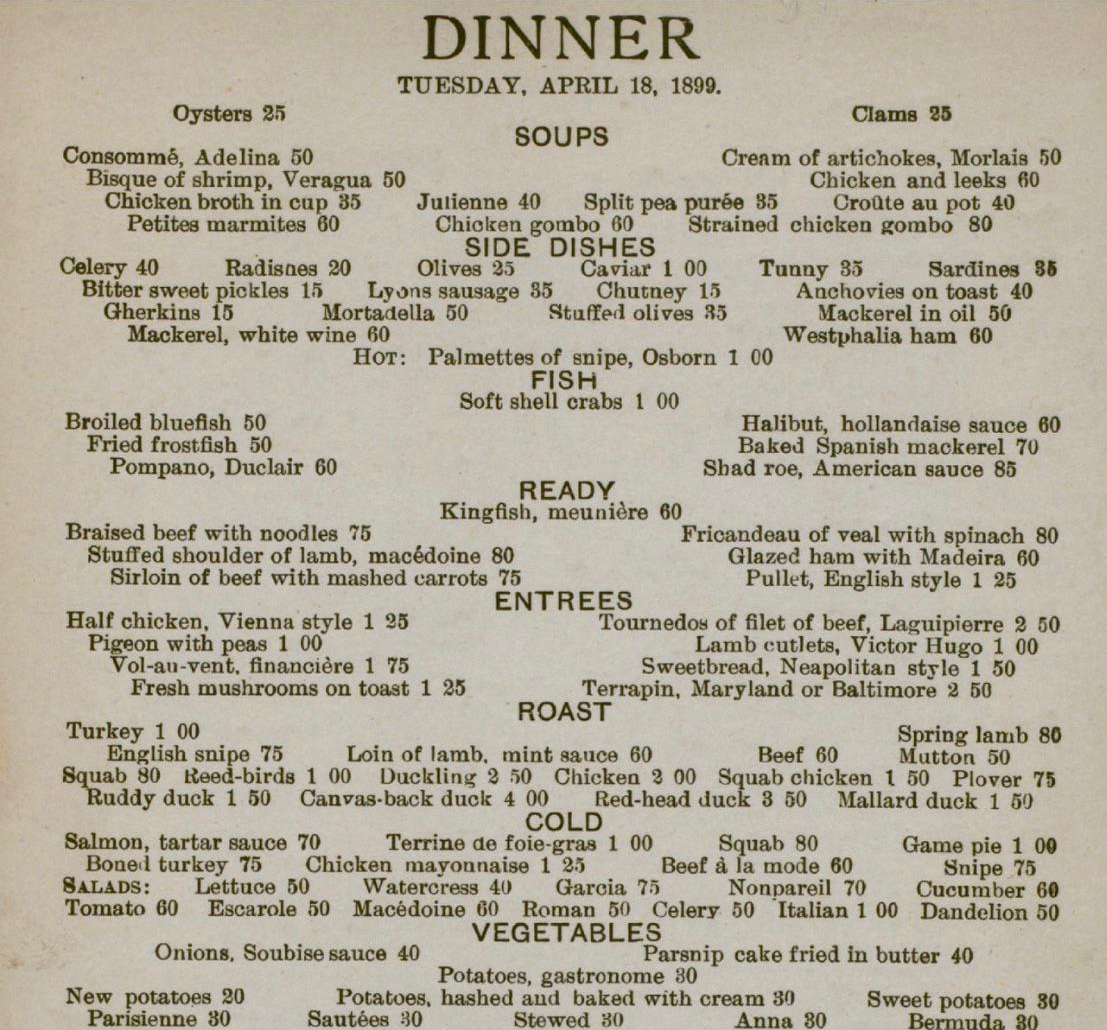 DINNER
TUESDAY, APRIL 18, 1899.
Oysters 25 Clams 25
SOUPS
Consommé, Adelina 50 Cream of artichokes, Morlais 50
Bisque of shrimp, Veragua 50 Chicken and leeks 60
Chicken broth in cup 35 Julienne 40 Split pea purée 35 Croûte au pot 40
Petites marmites 60 Chicken gombo 60 Strained chicken gombo 80
SIDE DISHES
Celery 40 Radishes 20 Olives 25 Caviar 1 00 Tunny 35 Sardines 35
Bitter sweet pickles 15 Lyons sausage 35 Chutney 15 Anchovies on toast 40
Gherkins 15 Mortadella 50 Stuffed olives 35 Mackerel in oil 50
Mackerel, white wine 60 Westphalia ham 60
HOT: Palmettes of snipe, Osborn 1 00
FISH
Soft shell crabs 1 00
Broiled bluefish 50 Halibut, hollandaise sauce 60
Fried frostfish 50 Baked Spanish mackerel 70
Pompano, Duclair 60 Shad roe, American sauce 85
READY
Kingfish, meunière 60
Braised beef with noodles 75 Fricandeau of veal with spinach 80
Stuffed shoulder of lamb, macédoine 80 Glazed ham with Madeira 60
Sirloin of beef with mashed carrots 75 Pullet, English style 1 25
ENTREES
Half chicken, Vienna style 1 25 Tournedos of filet of beef, Laguipierre 2 50
Pigeon with peas 1 00 Lamb cutlets, Victor Hugo 1 00
Vol-au-vent, financière 1 75 Sweetbread, Neapolitan style 1 50
Fresh mushrooms on toast 1 25 Terrapin, Maryland or Baltimore 2 50
ROAST
Turkey 1 00 Spring lamb 80
English snipe 75 Loin of lamb, mint sauce 60 Beef 60 Mutton 50
Squab 80 Reed-birds 1 00 Duckling 2 50 Chicken 2 00 Squab chicken 1 50 Plover 75
Ruddy duck 1 50 Canvas-back duck 4 00 Red-head duck 3 50 Mallard duck 1 50
COLD
Salmon, tartar sauce 70 Terrine de foie-gras 1 00 Squab 80 Game pie 1 00
Boned turkey 75 Chicken mayonnaise 1 25 Beef à la mode 60 Snipe 75
SALADS: Lettuce 50 Watercress 40 Garcia 75 Nonpareil 70 Cucumber 60
Tomato 60 Escarole 50 Macédoine 60 Roman 50 Celery 50 Italian 1 00 Dandelion 50
VEGETABLES
Onions, Soubise sauce 40 Parsnip cake fried in butter 40
Potatoes, gastronome 30
New potatoes 20 Potatoes, hashed and baked with cream 30 Sweet potatoes 30
Parisienne 30 Sautées 30 Stewed 30 Anna 30 Bermuda 30